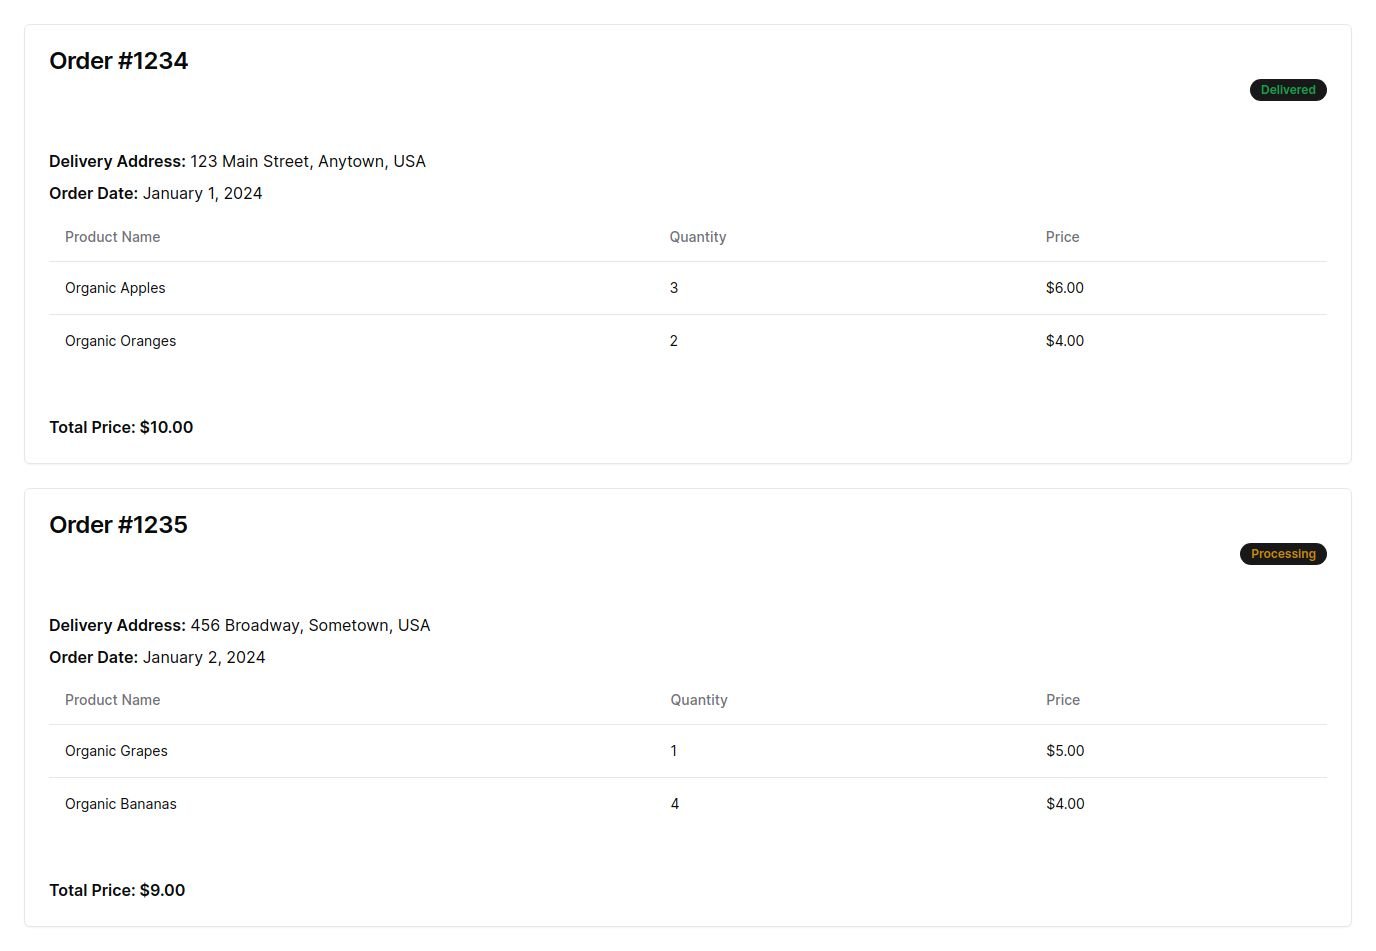 Order #1234
Delivered
Delivery Address: 123 Main Street, Anytown, USA
Order Date: January 1, 2024
Product Name Quantity Price
Organic Apples 3 $6.00
Organic Oranges 2 $4.00
Total Price: $10.00
Order #1235
Processing
Delivery Address: 456 Broadway, Sometown, USA
Order Date: January 2, 2024
Product Name Quantity Price
Organic Grapes 1 $5.00
Organic Bananas 4 $4.00
Total Price: $9.00